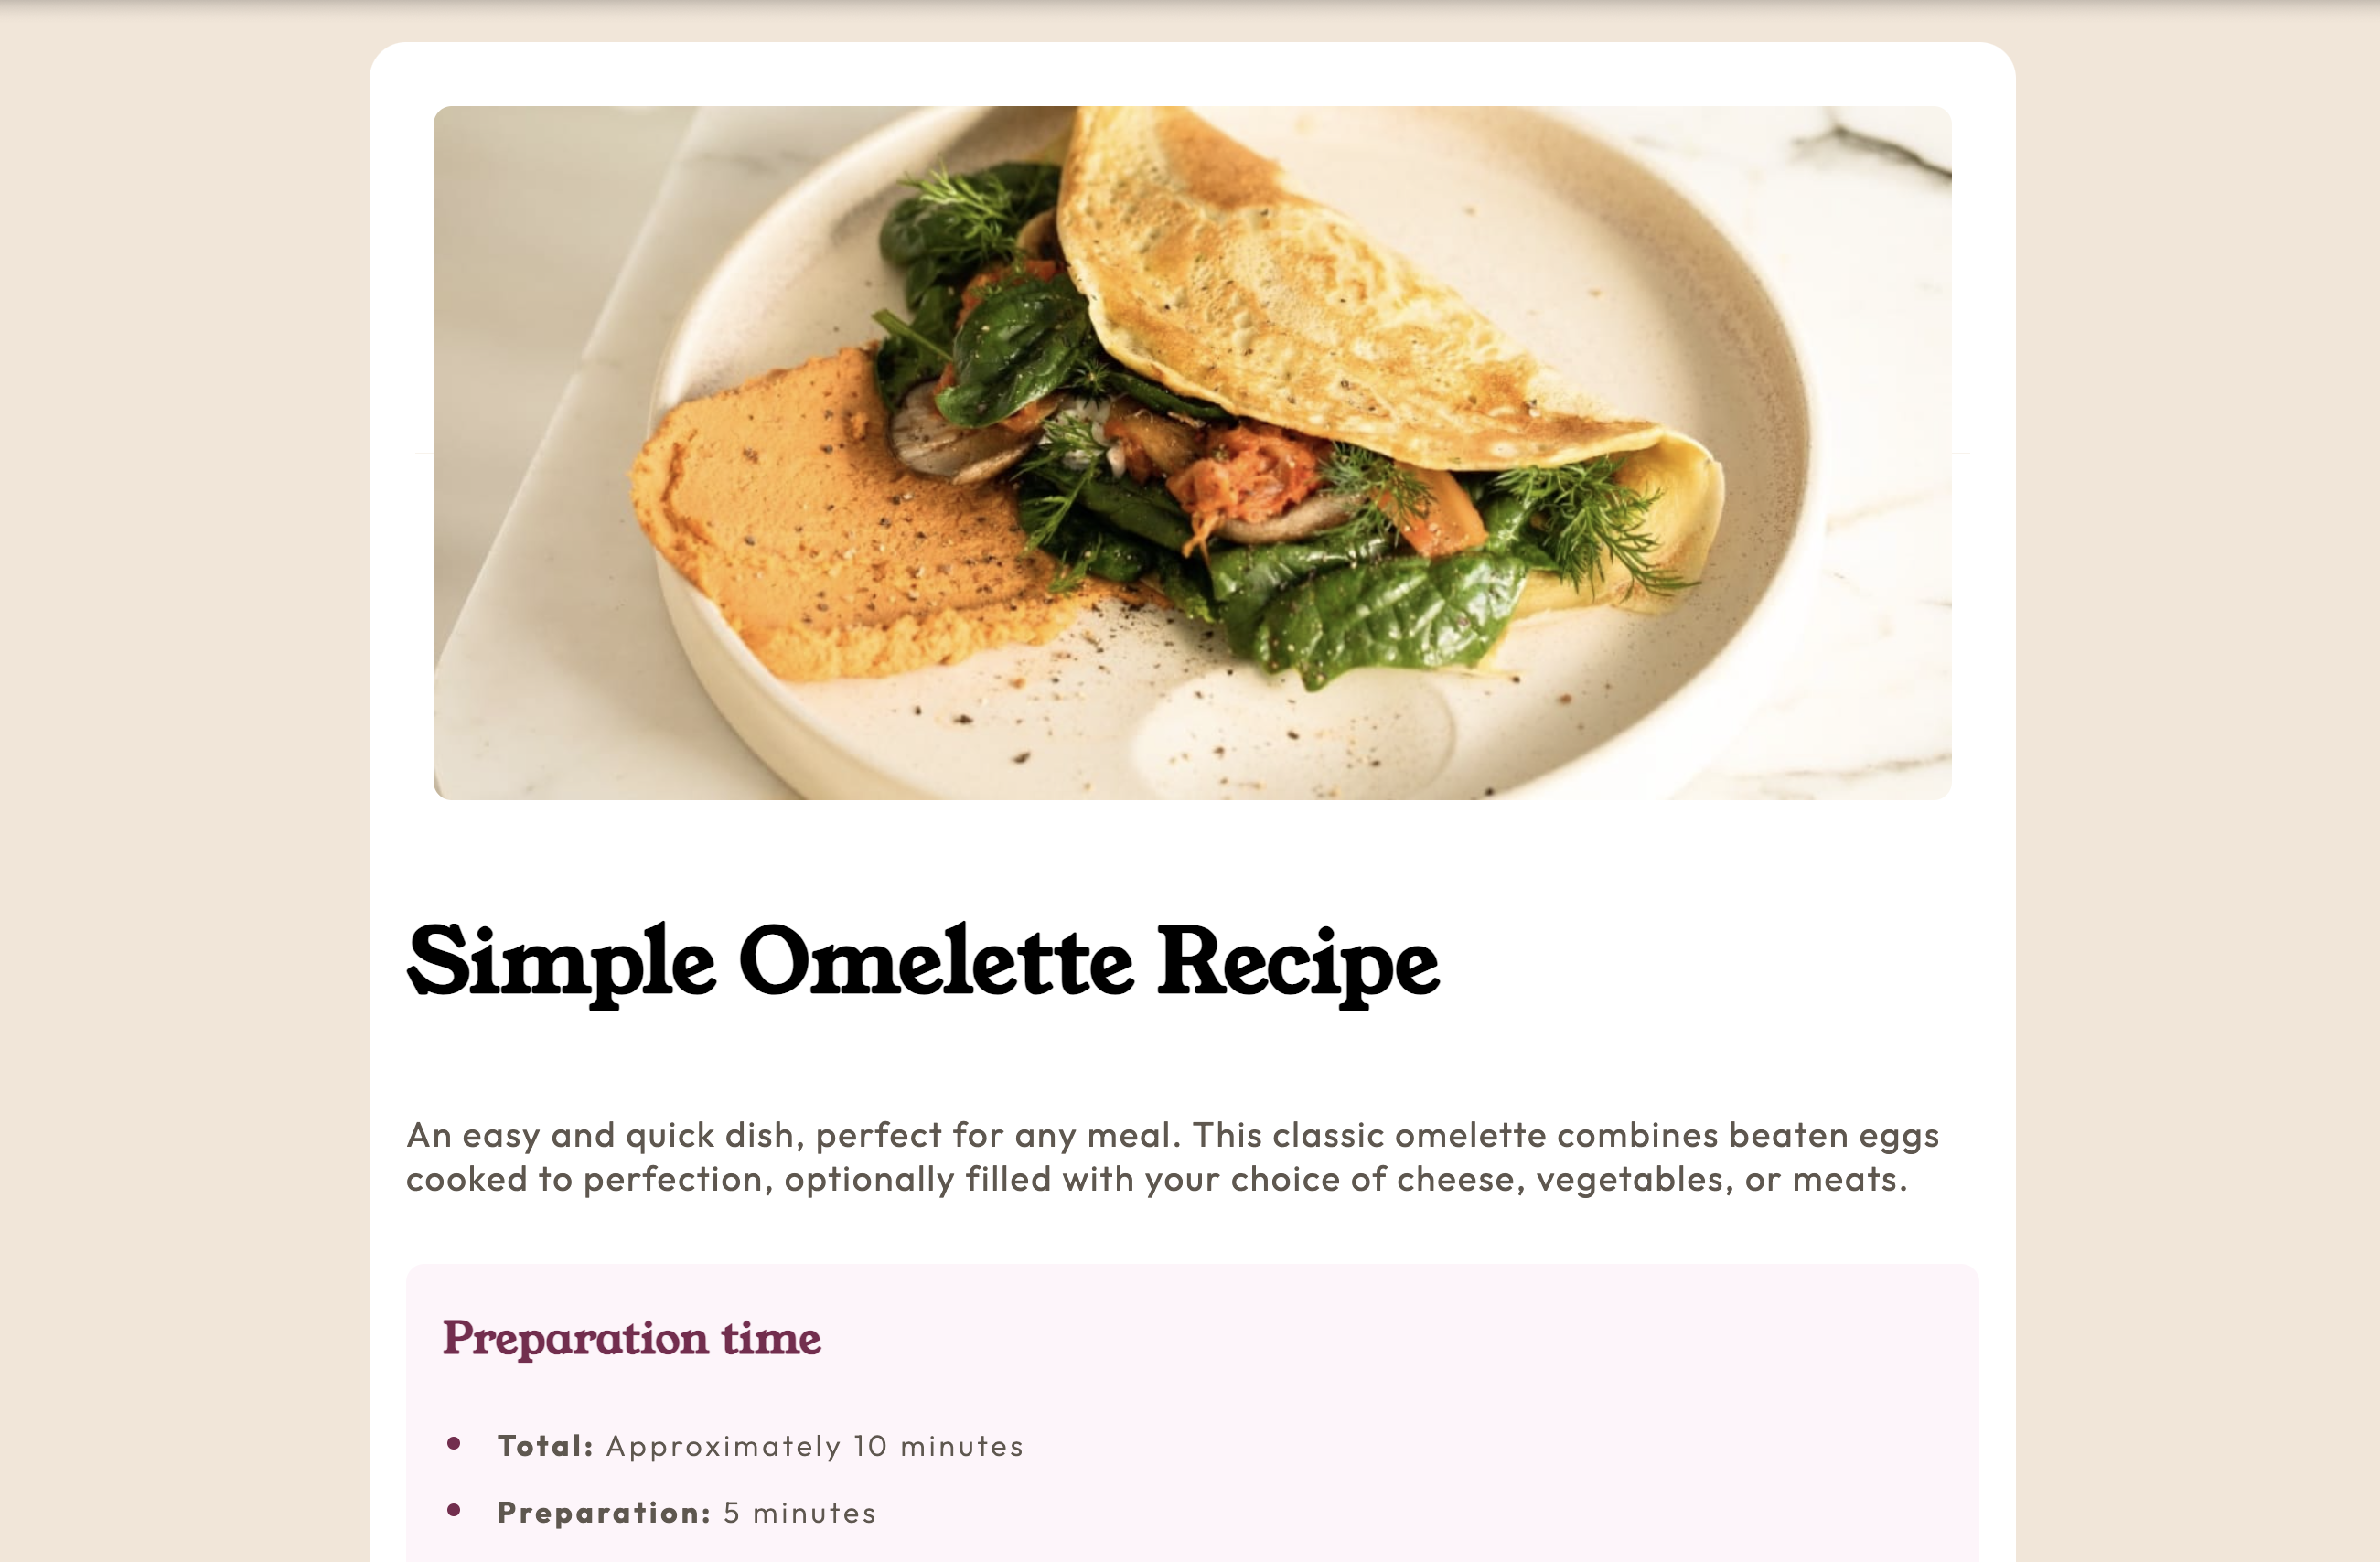 Simple Omelette Recipe
An easy and quick dish, perfect for any meal. This classic omelette combines beaten eggs
cooked to perfection, optionally filled with your choice of cheese, vegetables, or meats.
Preparation time
Total: Approximately 10 minutes
Preparation: 5 minutes